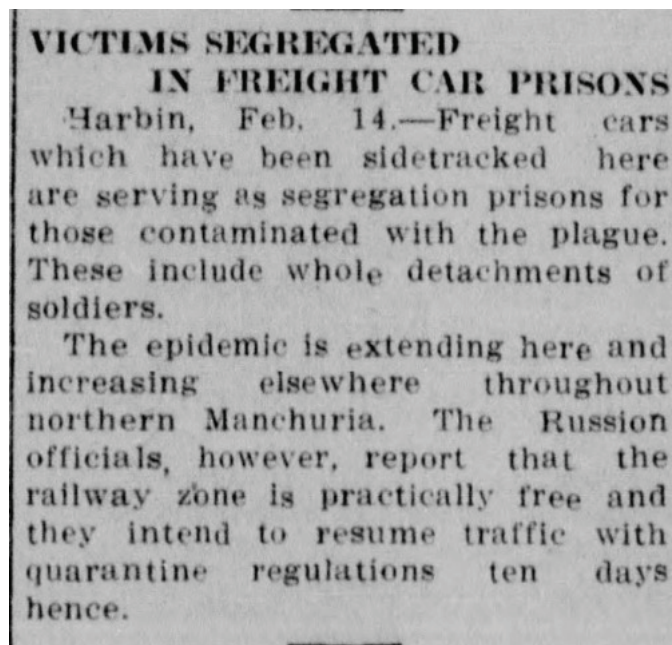 VICTIMS SEGREGATED
IN FREIGHT CAR PRISONS
Harbin, Feb. 14.—Freight cars
which have been sidetracked here
are serving as segregation prisons for
those contaminated with the plague.
These include whole detachments of
soldiers.
The epidemic is extending here and
increasing elsewhere throughout
northern Manchuria. The Russion
officials, however, report that the
railway zone is practically free and
they intend to resume traffic with
quarantine regulations ten days
hence.